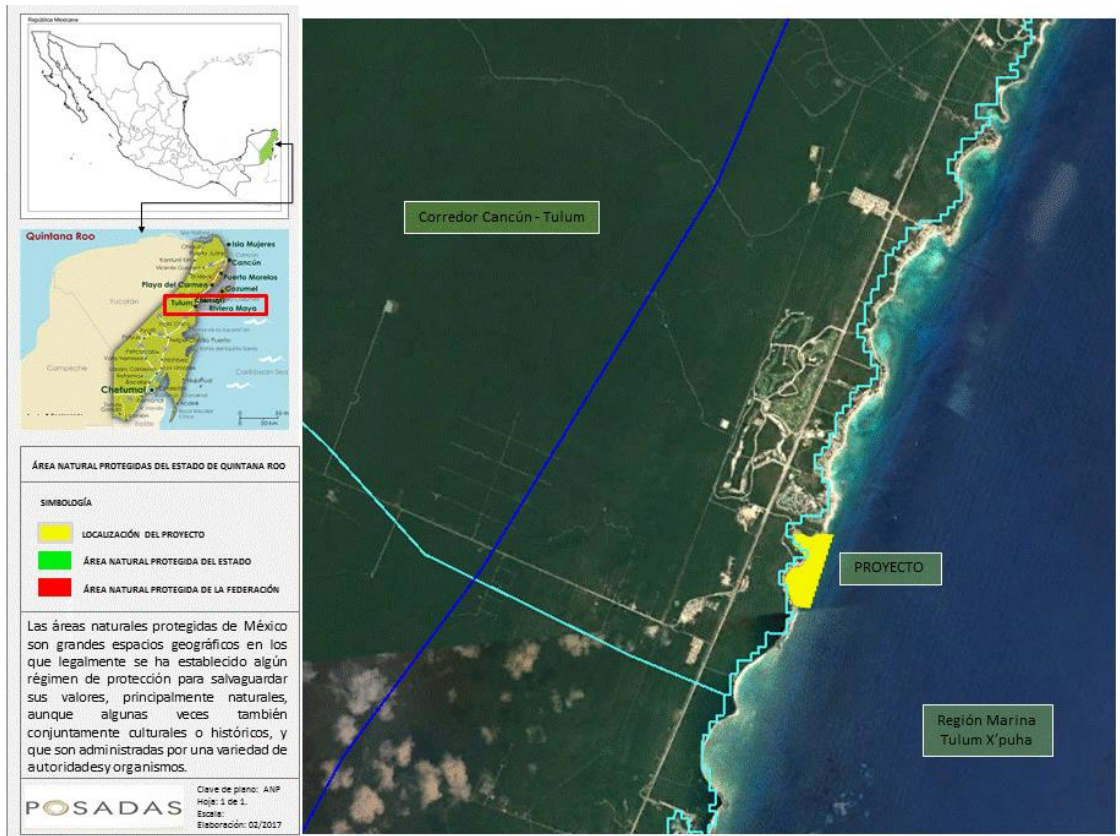 República Mexicana
Quintana Roo
Isla Mujeres
Cancún
Puerto Morelos
Playa del Carmen
Cozumel
Tulum
Riviera Maya
Yucatán
Campeche
Caribbean Sea
Chetumal
ÁREA NATURAL PROTEGIDAS DEL ESTADO DE QUINTANA ROO
SIMBOLOGÍA
LOCALIZACIÓN DEL PROYECTO
ÁREA NATURAL PROTEGIDA DEL ESTADO
ÁREA NATURAL PROTEGIDA DE LA FEDERACIÓN
Las áreas naturales protegidas de México
son grandes espacios geográficos en los
que legalmente se ha establecido algún
régimen de protección para salvaguardar
sus valores, principalmente naturales,
aunque algunas veces también
conjuntamente culturales o históricos, y
que son administradas por una variedad de
autoridadesy organismos.
POSADAS
Clave de plano: ANP
Hoja: 1 de 1.
Escala:
Elaboración: 02/2017
Corredor Cancún - Tulum
PROYECTO
Región Marina
Tulum X'puha